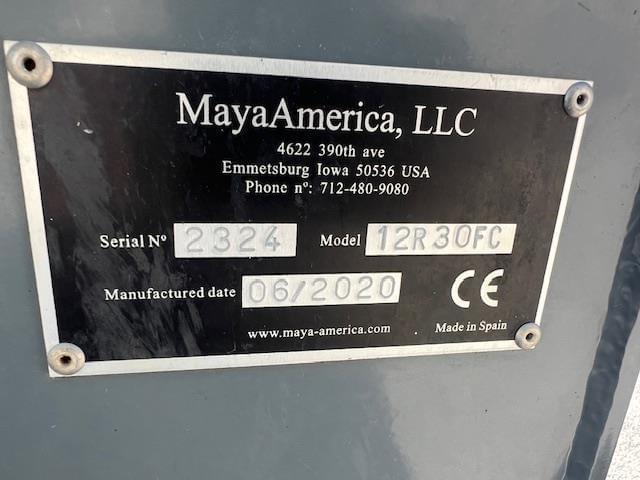 MayaAmerica, LLC
4622 390th ave
Emmetsburg Iowa 50536 USA
Phone nº: 712-480-9080
Serial Nº 2324 Model 12R30FC
Manufactured date 06/2020 CE
www.maya-america.com Made in Spain